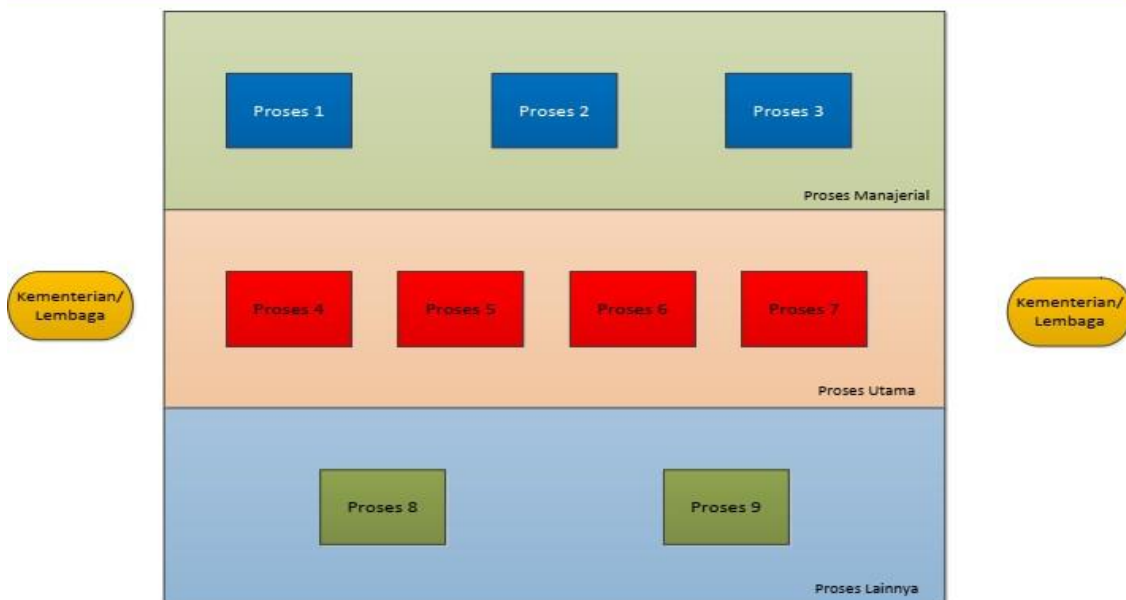 Proses 1
Proses 2
Proses 3
Proses Manajerial
Kementerian/
Lembaga
Proses 4
Proses 5
Proses 6
Proses 7
Kementerian/
Lembaga
Proses Utama
Proses 8
Proses 9
Proses Lainnya